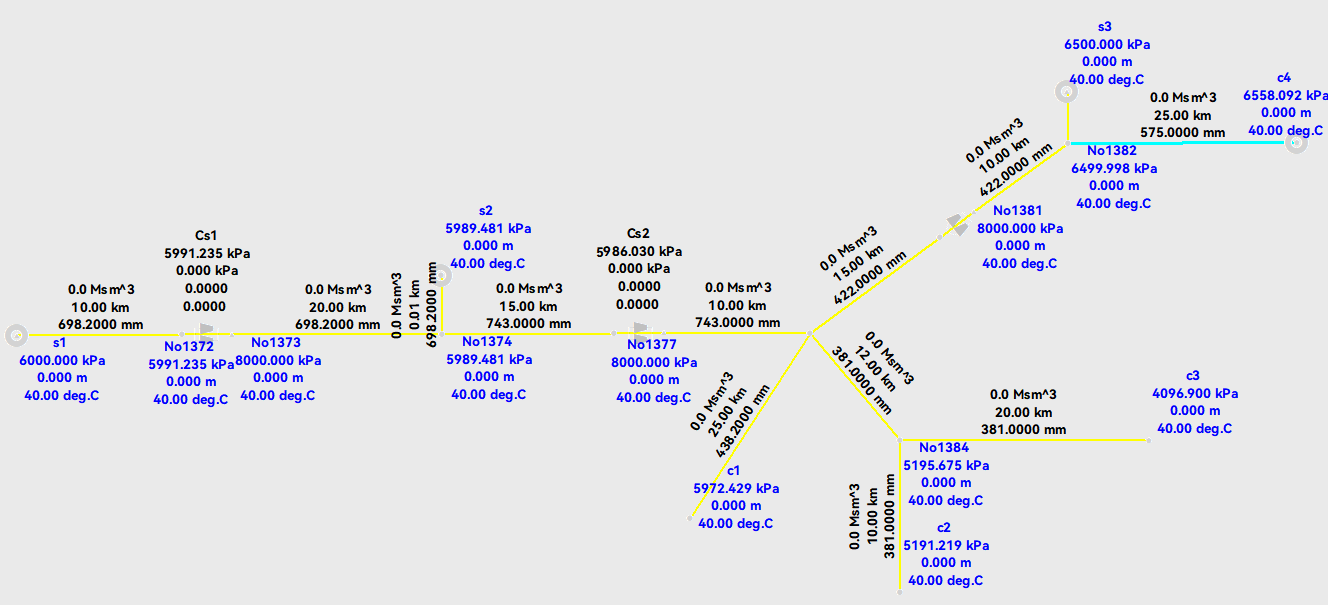 s3
6500.000 kPa
0.000 m
40.00 deg.C
c4
6558.092 kPa
0.000 m
40.00 deg.C
0.0 Msm^3
25.00 km
575.0000 mm
No1382
6499.998 kPa
0.000 m
40.00 deg.C
0.0 Msm^3
10.00 km
422.0000 mm
No1381
8000.000 kPa
0.000 m
40.00 deg.C
0.0 Msm^3
15.00 km
422.0000 mm
Cs1
5991.235 kPa
0.000 kPa
0.0000
0.0000
s2
5989.481 kPa
0.000 m
40.00 deg.C
Cs2
5986.030 kPa
0.000 kPa
0.0000
0.0000
0.0 Msm^3
10.00 km
698.2000 mm
0.0 Msm^3
20.00 km
698.2000 mm
0.0 Msm^3
0.01 km
698.2000 mm
0.0 Msm^3
15.00 km
743.0000 mm
0.0 Msm^3
10.00 km
743.0000 mm
s1
6000.000 kPa
0.000 m
40.00 deg.C
No1372
5991.235 kPa
0.000 m
40.00 deg.C
No1373
8000.000 kPa
0.000 m
40.00 deg.C
No1374
5989.481 kPa
0.000 m
40.00 deg.C
No1377
8000.000 kPa
0.000 m
40.00 deg.C
0.0 Msm^3
25.00 km
438.2000 mm
0.0 Msm^3
12.00 km
381.0000 mm
c1
5972.429 kPa
0.000 m
40.00 deg.C
0.0 Msm^3
20.00 km
381.0000 mm
c3
4096.900 kPa
0.000 m
40.00 deg.C
No1384
5195.675 kPa
0.000 m
40.00 deg.C
0.0 Msm^3
10.00 km
381.0000 mm
c2
5191.219 kPa
0.000 m
40.00 deg.C